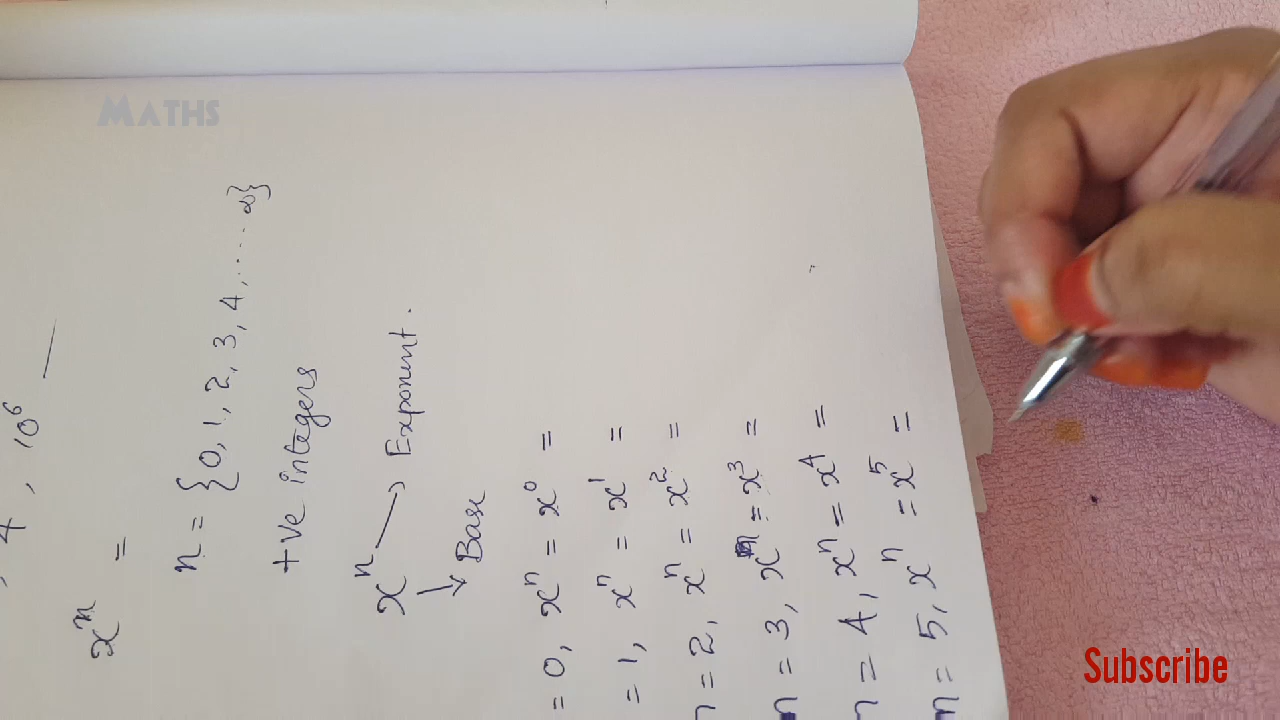 MATHS
, 4 , 10⁶ —
xⁿ =
n = {0, 1, 2, 3, 4, ..... ∞}
+ve integers
xⁿ → Exponent.
↓ Base
= 0, xⁿ = x⁰ =
= 1, xⁿ = x¹ =
n = 2, xⁿ = x² =
n = 3, xⁿ = x³ =
n = 4, xⁿ = x⁴ =
n = 5, xⁿ = x⁵ =
Subscribe